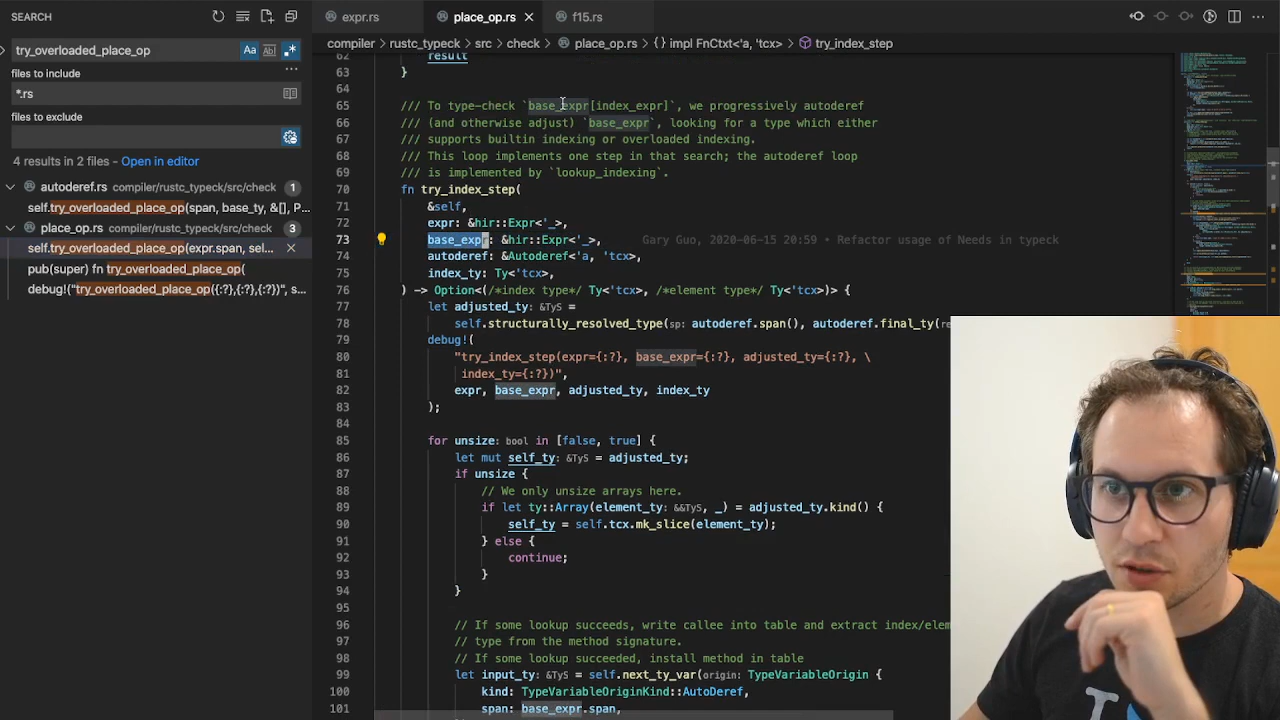 SEARCH
expr.rs
place_op.rs
f15.rs
try_overloaded_place_op
Aa
Ab
compiler > rustc_typeck > src > check > place_op.rs > {} impl FnCtxt<'a, 'tcx> > try_index_step
files to include
*.rs
files to exclude
4 results in 2 files - Open in editor
autoderef.rs compiler/rustc_typeck/src/check 1
self.try_overloaded_place_op(span, base_ty, &[], P...
place_op.rs compiler/rustc_typeck/src/check 3
self.try_overloaded_place_op(expr.span, sel...
pub(super) fn try_overloaded_place_op(
debug!("try_overloaded_place_op({:?},{:?},{:?})", s...
62 result
63 }
64
65 /// To type-check `base_expr[index_expr]`, we progressively autoderef
66 /// (and otherwise adjust) `base_expr`, looking for a type which either
67 /// supports builtin indexing or overloaded indexing.
68 /// This loop implements one step in that search; the autoderef loop
69 /// is implemented by `lookup_indexing`.
70 fn try_index_step(
71 &self,
72 expr: &hir::Expr<'_>,
73 base_expr: &hir::Expr<'_>, Gary Guo, 2020-06-15 20:59 • Refactor usage of Needs in typeck
74 autoderef: &Autoderef<'a, 'tcx>,
75 index_ty: Ty<'tcx>,
76 ) -> Option<(/*index type*/ Ty<'tcx>, /*element type*/ Ty<'tcx>)> {
77 let adjusted_ty: &TyS =
78 self.structurally_resolved_type(sp: autoderef.span(), autoderef.final_ty(
79 debug!(
80 "try_index_step(expr={:?}, base_expr={:?}, adjusted_ty={:?}, \
81 index_ty={:?})",
82 expr, base_expr, adjusted_ty, index_ty
83 );
84
85 for unsize: bool in [false, true] {
86 let mut self_ty: &TyS = adjusted_ty;
87 if unsize {
88 // We only unsize arrays here.
89 if let ty::Array(element_ty: &&TyS, _) = adjusted_ty.kind() {
90 self_ty = self.tcx.mk_slice(element_ty);
91 } else {
92 continue;
93 }
94 }
95
96 // If some lookup succeeds, write callee into table and extract index/elem
97 // type from the method signature.
98 // If some lookup succeeded, install method in table
99 let input_ty: &TyS = self.next_ty_var(origin: TypeVariableOrigin {
100 kind: TypeVariableOriginKind::AutoDeref,
101 span: base_expr.span,